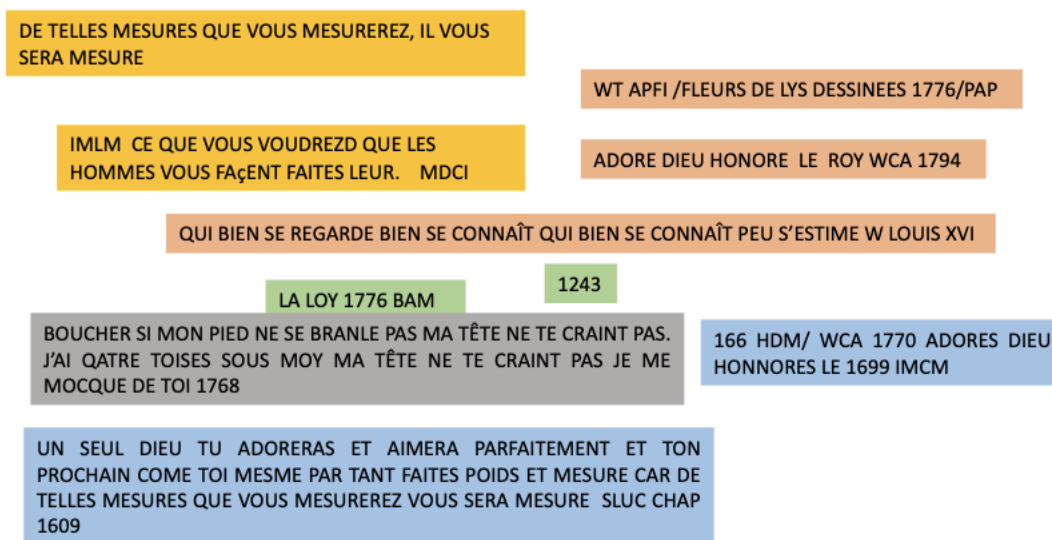 DE TELLES MESURES QUE VOUS MESUREREZ, IL VOUS
SERA MESURE
WT APFI /FLEURS DE LYS DESSINEES 1776/PAP
IMLM CE QUE VOUS VOUDREZD QUE LES
HOMMES VOUS FAçENT FAITES LEUR. MDCI
ADORE DIEU HONORE LE ROY WCA 1794
QUI BIEN SE REGARDE BIEN SE CONNAÎT QUI BIEN SE CONNAÎT PEU S'ESTIME W LOUIS XVI
1243
LA LOY 1776 BAM
BOUCHER SI MON PIED NE SE BRANLE PAS MA TÊTE NE TE CRAINT PAS.
J'AI QATRE TOISES SOUS MOY MA TÊTE NE TE CRAINT PAS JE ME
MOCQUE DE TOI 1768
166 HDM/ WCA 1770 ADORES DIEU
HONNORES LE 1699 IMCM
UN SEUL DIEU TU ADORERAS ET AIMERA PARFAITEMENT ET TON
PROCHAIN COME TOI MESME PAR TANT FAITES POIDS ET MESURE CAR DE
TELLES MESURES QUE VOUS MESUREREZ VOUS SERA MESURE SLUC CHAP
1609